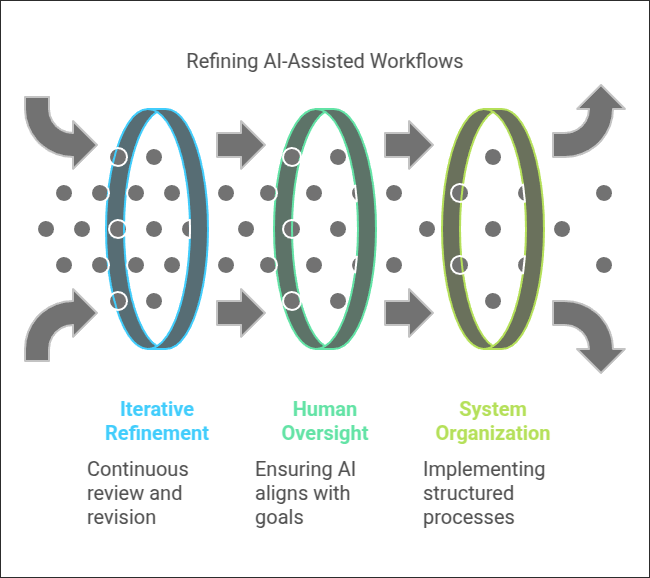 Refining AI-Assisted Workflows
Iterative
Refinement
Continuous
review and
revision
Human
Oversight
Ensuring AI
aligns with
goals
System
Organization
Implementing
structured
processes